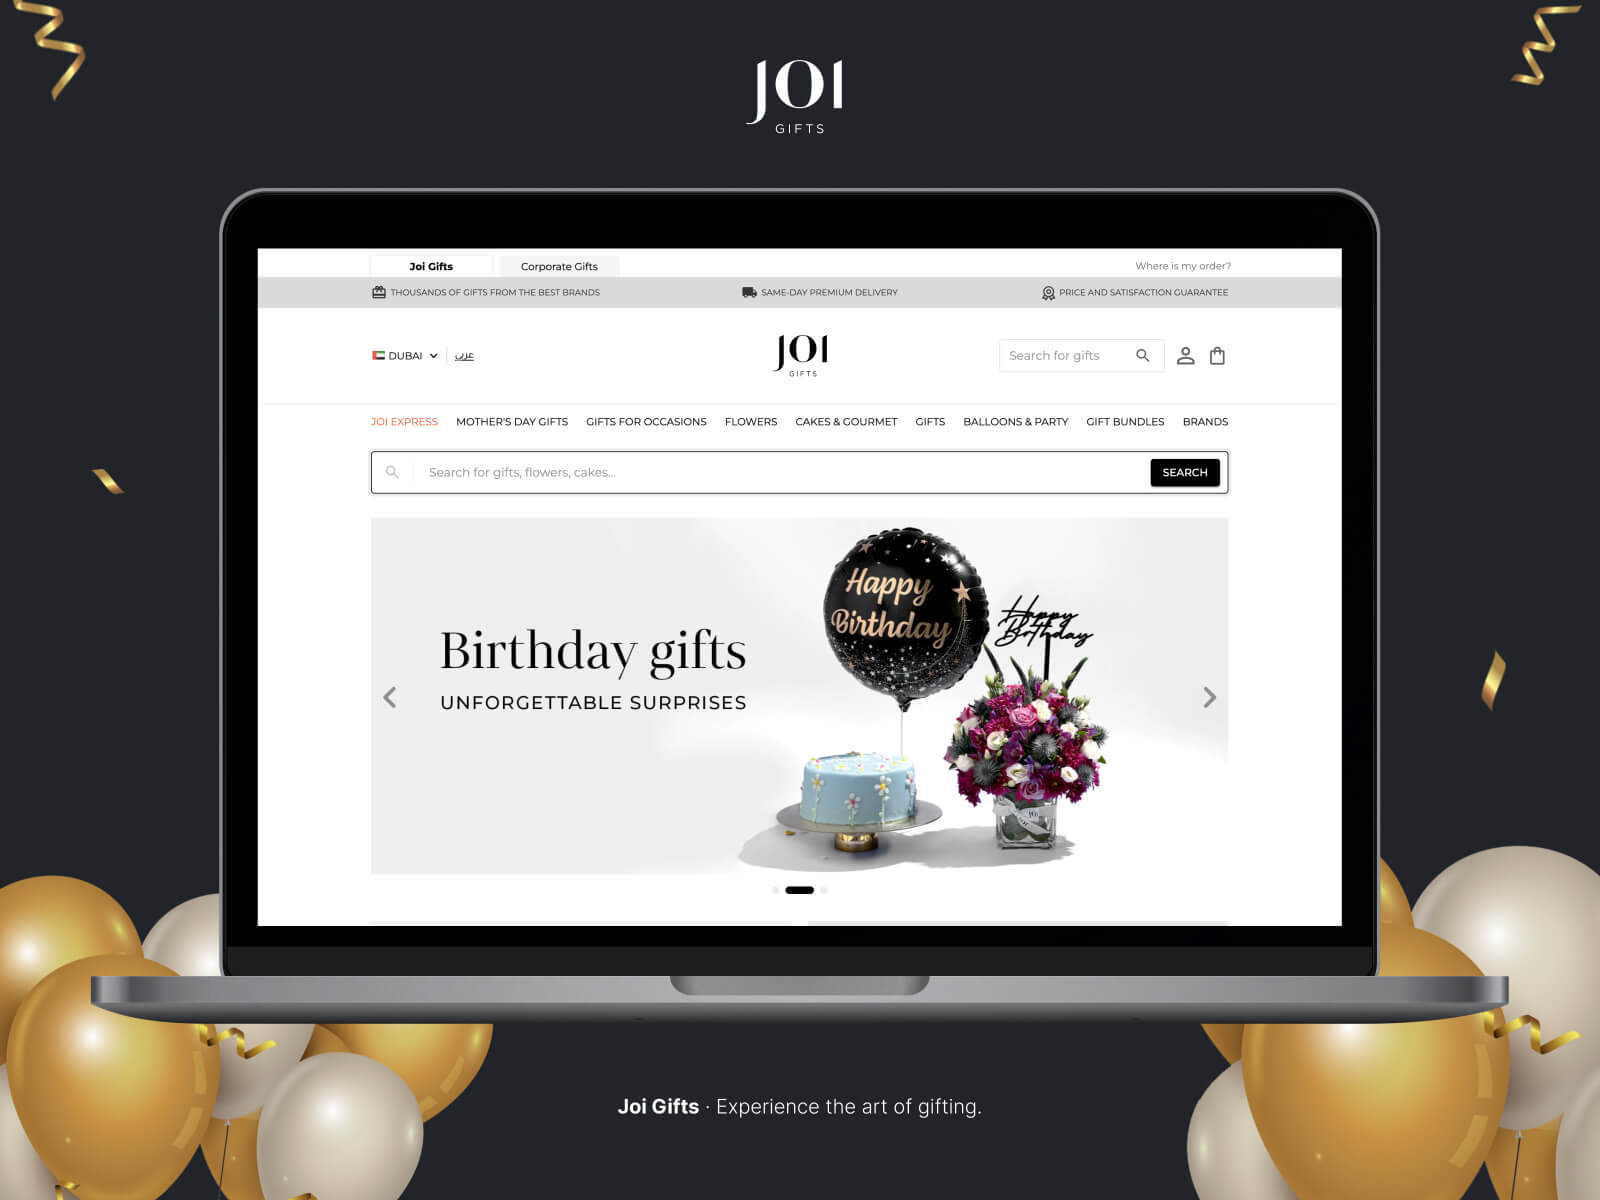 JOI
GIFTS
Joi Gifts
Corporate Gifts
Where is my order?
THOUSANDS OF GIFTS FROM THE BEST BRANDS
SAME-DAY PREMIUM DELIVERY
PRICE AND SATISFACTION GUARANTEE
DUBAI
عربي
JOI
GIFTS
Search for gifts
JOI EXPRESS
MOTHER'S DAY GIFTS
GIFTS FOR OCCASIONS
FLOWERS
CAKES & GOURMET
GIFTS
BALLOONS & PARTY
GIFT BUNDLES
BRANDS
Search for gifts, flowers, cakes...
SEARCH
Birthday gifts
UNFORGETTABLE SURPRISES
Happy
Birthday
Happy
Birthday
JOI
Joi Gifts · Experience the art of gifting.